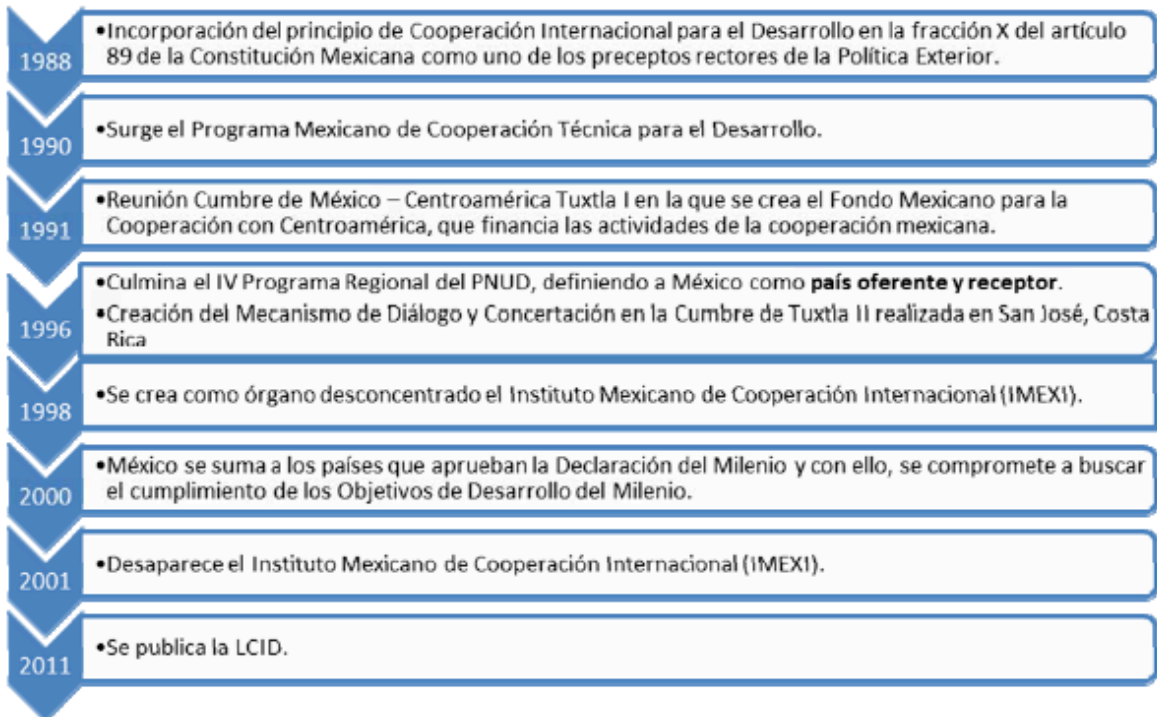 1988
•Incorporación del principio de Cooperación Internacional para el Desarrollo en la fracción X del artículo
89 de la Constitución Mexicana como uno de los preceptos rectores de la Política Exterior.
1990
•Surge el Programa Mexicano de Cooperación Técnica para el Desarrollo.
1991
•Reunión Cumbre de México – Centroamérica Tuxtla I en la que se crea el Fondo Mexicano para la
Cooperación con Centroamérica, que financia las actividades de la cooperación mexicana.
1996
•Culmina el IV Programa Regional del PNUD, definiendo a México como país oferente y receptor.
•Creación del Mecanismo de Diálogo y Concertación en la Cumbre de Tuxtla II realizada en San José, Costa
Rica
1998
•Se crea como órgano desconcentrado el Instituto Mexicano de Cooperación Internacional (IMEXI).
2000
•México se suma a los países que aprueban la Declaración del Milenio y con ello, se compromete a buscar
el cumplimiento de los Objetivos de Desarrollo del Milenio.
2001
•Desaparece el Instituto Mexicano de Cooperación Internacional (IMEXI).
2011
•Se publica la LCID.